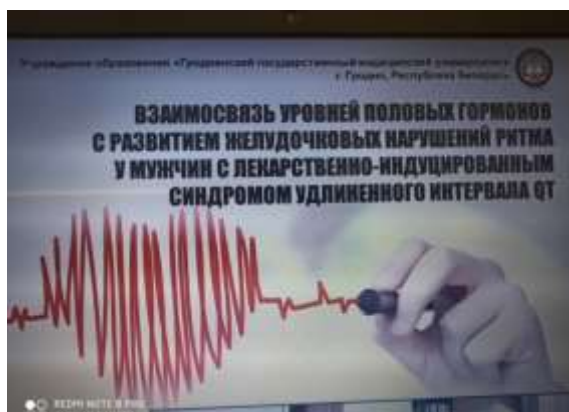 Учреждение образования «Гродненский государственный медицинский университет»
г. Гродно, Республика Беларусь
ВЗАИМОСВЯЗЬ УРОВНЕЙ ПОЛОВЫХ ГОРМОНОВ
С РАЗВИТИЕМ ЖЕЛУДОЧКОВЫХ НАРУШЕНИЙ РИТМА
У МУЖЧИН С ЛЕКАРСТВЕННО-ИНДУЦИРОВАННЫМ
СИНДРОМОМ УДЛИНЕННОГО ИНТЕРВАЛА QT
REDMI NOTE 8 PRO